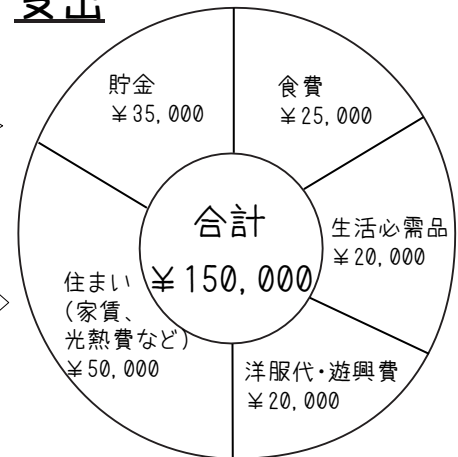 支出
貯金
¥35,000
食費
¥25,000
合計
¥150,000
生活必需品
¥20,000
住まい
(家賃、
光熱費など)
¥50,000
洋服代・遊興費
¥20,000